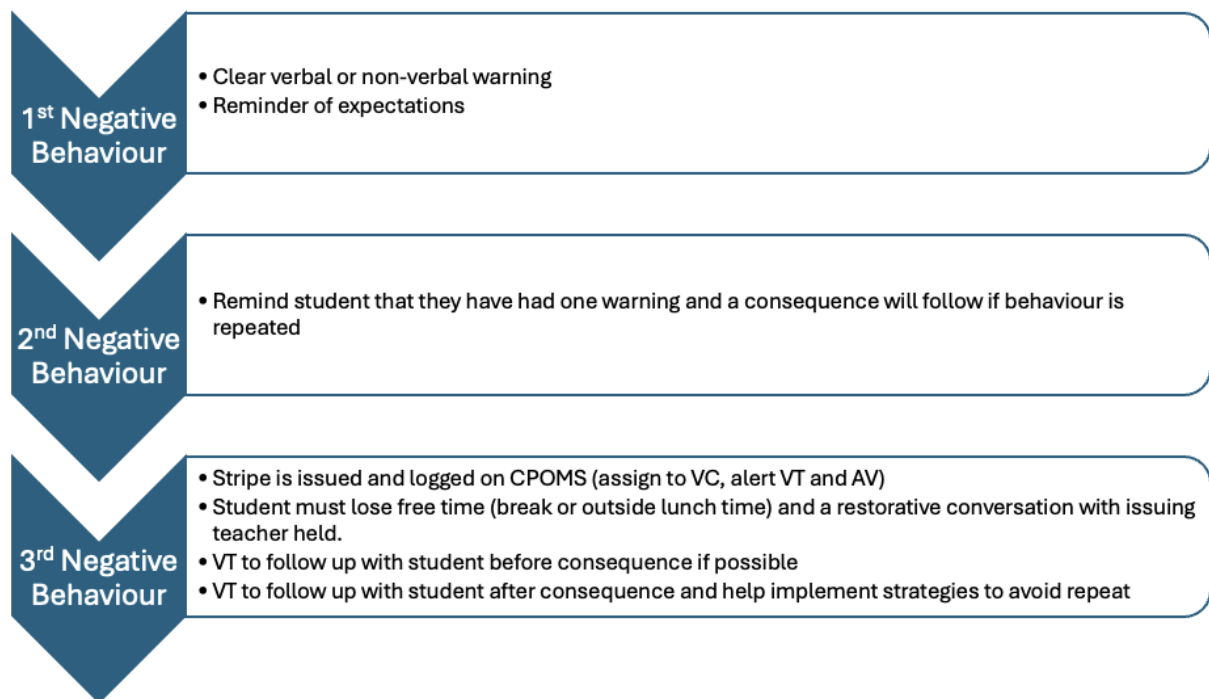 1st Negative
Behaviour
• Clear verbal or non-verbal warning
• Reminder of expectations
2nd Negative
Behaviour
• Remind student that they have had one warning and a consequence will follow if behaviour is
repeated
3rd Negative
Behaviour
• Stripe is issued and logged on CPOMS (assign to VC, alert VT and AV)
• Student must lose free time (break or outside lunch time) and a restorative conversation with issuing
teacher held.
• VT to follow up with student before consequence if possible
• VT to follow up with student after consequence and help implement strategies to avoid repeat